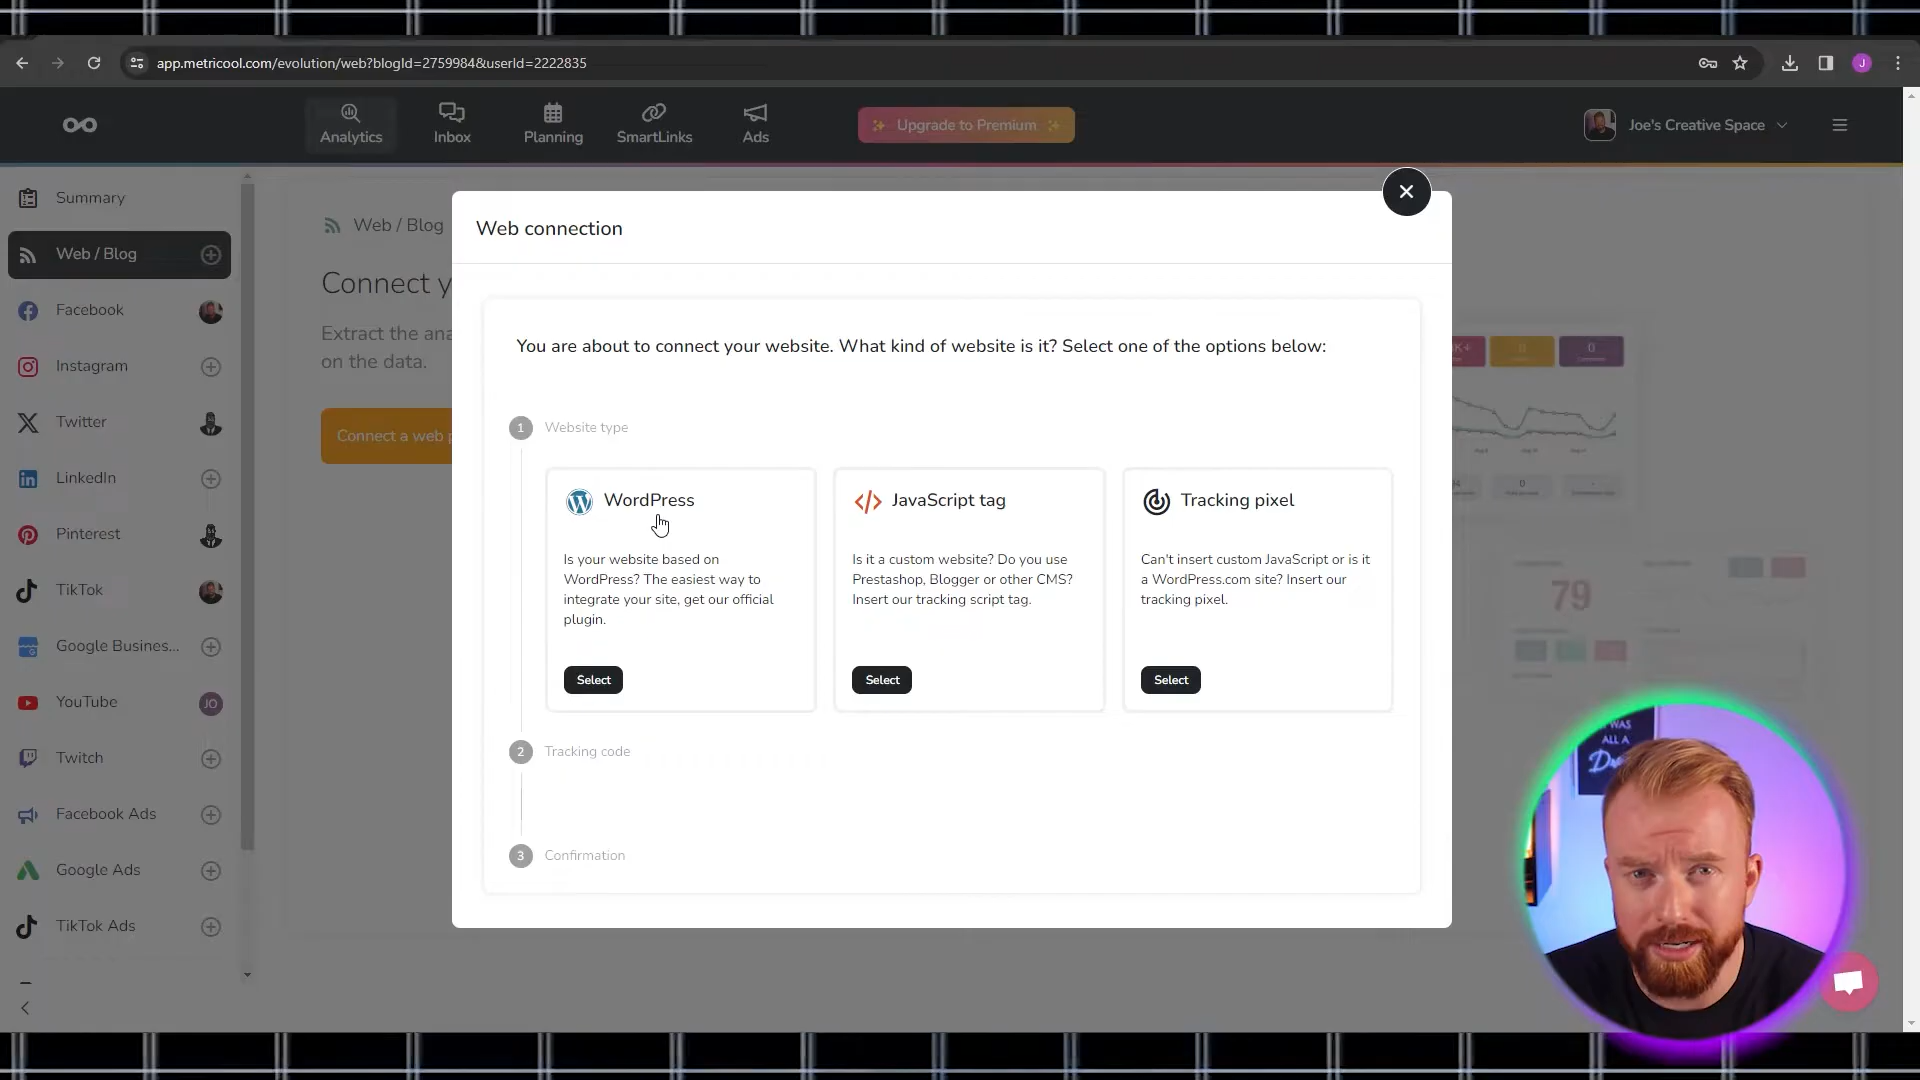 app.metricool.com/evolution/web?blogId=2759984&userId=2222835
J
Analytics
Inbox
Planning
SmartLinks
Ads
Upgrade to Premium
Joe's Creative Space
Summary
Web / Blog
Facebook
Instagram
Twitter
LinkedIn
Pinterest
TikTok
Google Busines...
YouTube
JO
Twitch
Facebook Ads
Google Ads
TikTok Ads
Web / Blog
Connect y
Extract the ana
on the data.
Connect a web p
Web connection
You are about to connect your website. What kind of website is it? Select one of the options below:
1 Website type
WordPress
Is your website based on
WordPress? The easiest way to
integrate your site, get our official
plugin.
Select
JavaScript tag
Is it a custom website? Do you use
Prestashop, Blogger or other CMS?
Insert our tracking script tag.
Select
Tracking pixel
Can't insert custom JavaScript or is it
a WordPress.com site? Insert our
tracking pixel.
Select
2 Tracking code
3 Confirmation
K+
0
0
0
79
WAS
ALL A